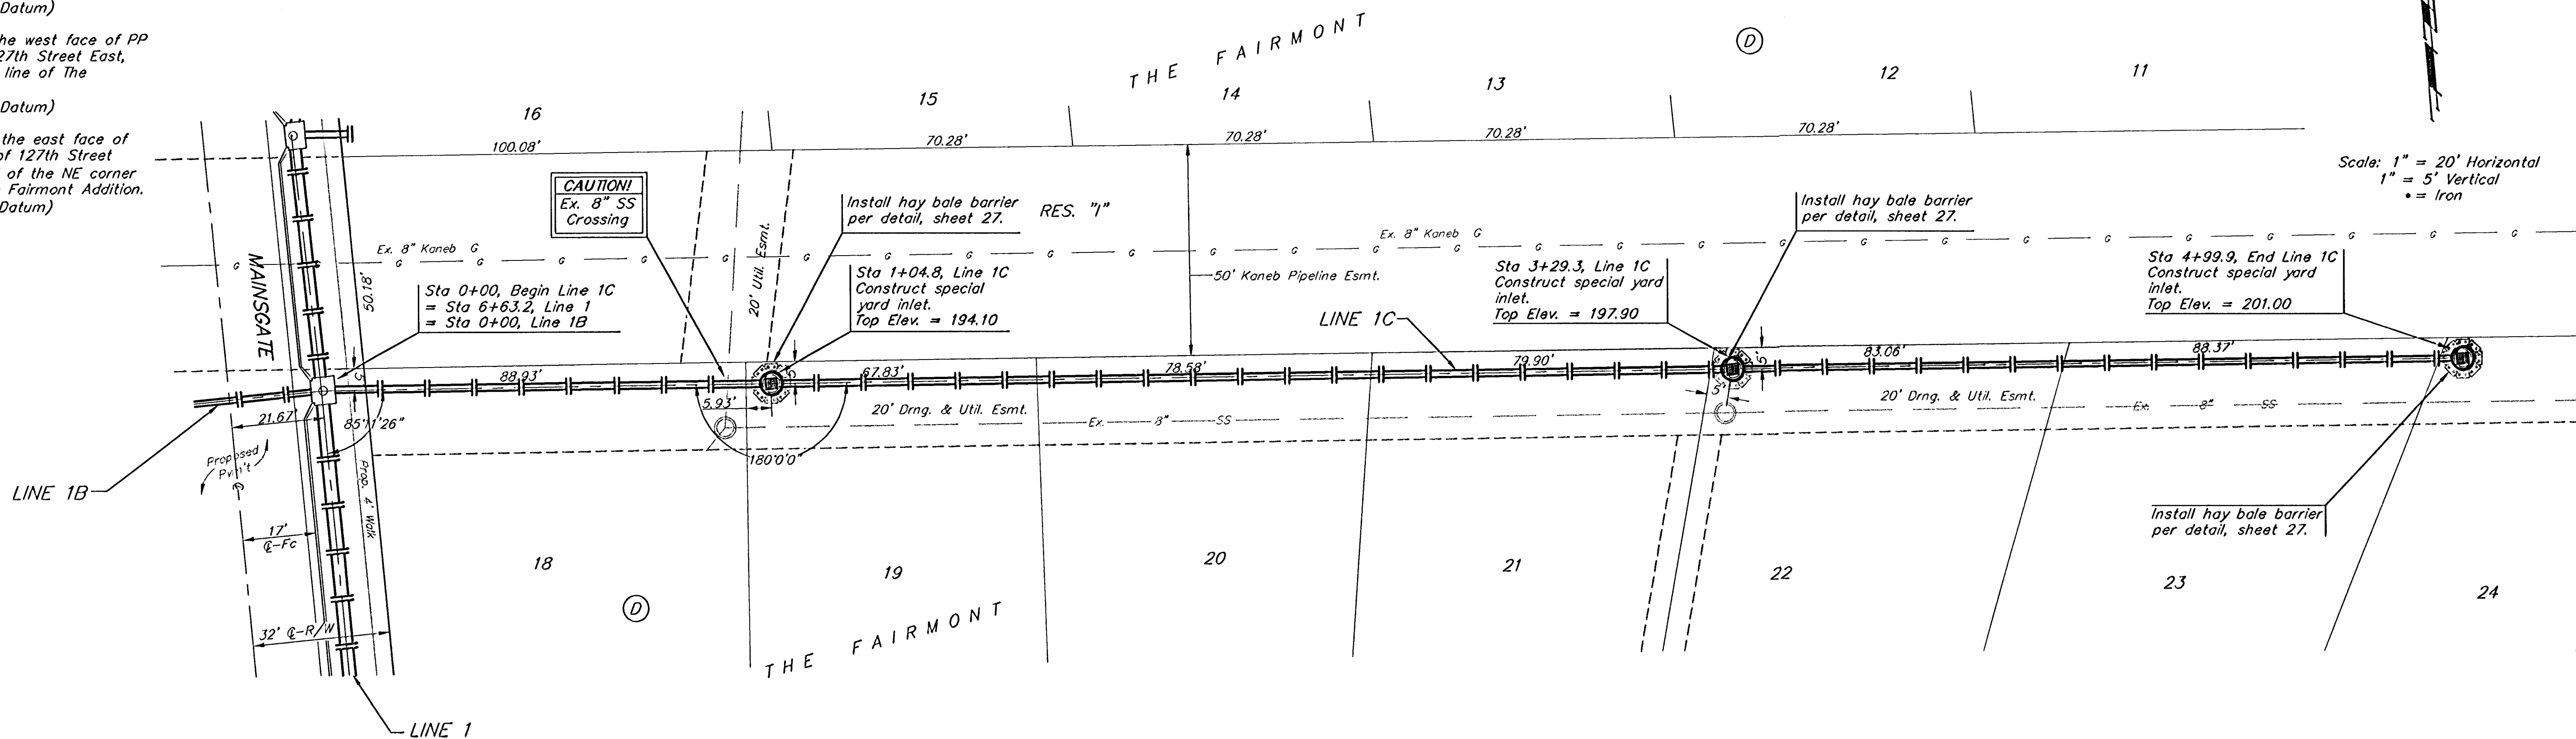 Datum)
he west face of PP
27th Street East,
line of The
Datum)
the east face of
of 127th Street
of the NE corner
Fairmont Addition.
Datum)
THE FAIRMONT
D
16
15
14
13
12
11
100.08'
70.28'
70.28'
70.28'
70.28'
Scale: 1" = 20' Horizontal
1" = 5' Vertical
• = Iron
CAUTION!
Ex. 8" SS
Crossing
Install hay bale barrier
per detail, sheet 27.
RES. "I"
Install hay bale barrier
per detail, sheet 27.
20' Util. Esmt.
Ex. 8" Kaneb G
Ex. 8" Kaneb G
G G G G G G G G G G G G G G G G G G G
MAINSGATE
50.18'
50' Kaneb Pipeline Esmt.
Sta 0+00, Begin Line 1C
= Sta 6+63.2, Line 1
= Sta 0+00, Line 1B
Sta 1+04.8, Line 1C
Construct special
yard inlet.
Top Elev. = 194.10
LINE 1C
Sta 3+29.3, Line 1C
Construct special yard
inlet.
Top Elev. = 197.90
Sta 4+99.9, End Line 1C
Construct special yard
inlet.
Top Elev. = 201.00
5'
88.93'
5'
67.83'
78.58'
79.90'
5'
83.06'
88.37'
5.93'
5'
21.67'
85°11'26"
180°0'0"
20' Drng. & Util. Esmt.
Ex. 8" SS
20' Drng. & Util. Esmt.
Ex. 8" SS
Proposed
Pvm't
℄
LINE 1B
Prop. 4' Walk
17'
℄-Fc
32' ℄-R/W
18
19
20
21
22
23
24
D
THE FAIRMONT
Install hay bale barrier
per detail, sheet 27.
LINE 1